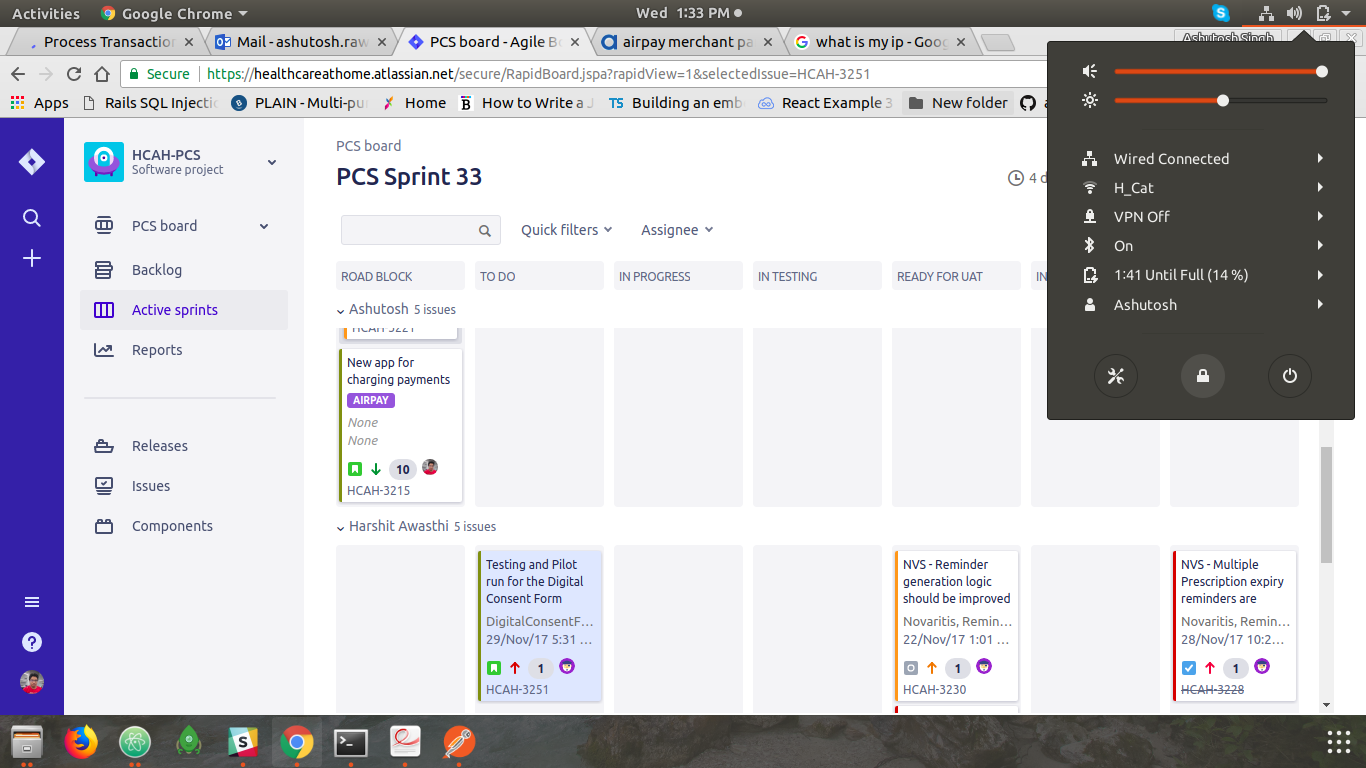 Activities
Google Chrome
Wed 1:33 PM
Process Transaction
Mail - ashutosh.raw
PCS board - Agile Bo
airpay merchant pa
what is my ip - Goog
Ashutosh Singh
Secure
https://healthcareathome.atlassian.net/secure/RapidBoard.jspa?rapidView=1&selectedIssue=HCAH-3251
Apps
Rails SQL Injectic
PLAIN - Multi-pu
Home
How to Write a J
Building an emb
React Example 3
New folder
HCAH-PCS
Software project
PCS board
Backlog
Active sprints
Reports
Releases
Issues
Components
PCS board
PCS Sprint 33
4 d
Quick filters
Assignee
ROAD BLOCK
TO DO
IN PROGRESS
IN TESTING
READY FOR UAT
IN
Ashutosh 5 issues
HCAH-3221
New app for
charging payments
AIRPAY
None
None
10
HCAH-3215
Harshit Awasthi 5 issues
Testing and Pilot
run for the Digital
Consent Form
DigitalConsentF...
29/Nov/17 5:31 ...
1
HCAH-3251
NVS - Reminder
generation logic
should be improved
Novaritis, Remin...
22/Nov/17 1:01 ...
1
HCAH-3230
NVS - Multiple
Prescription expiry
reminders are
Novaritis, Remin...
28/Nov/17 10:2...
1
HCAH-3228
Wired Connected
H_Cat
VPN Off
On
1:41 Until Full (14 %)
Ashutosh